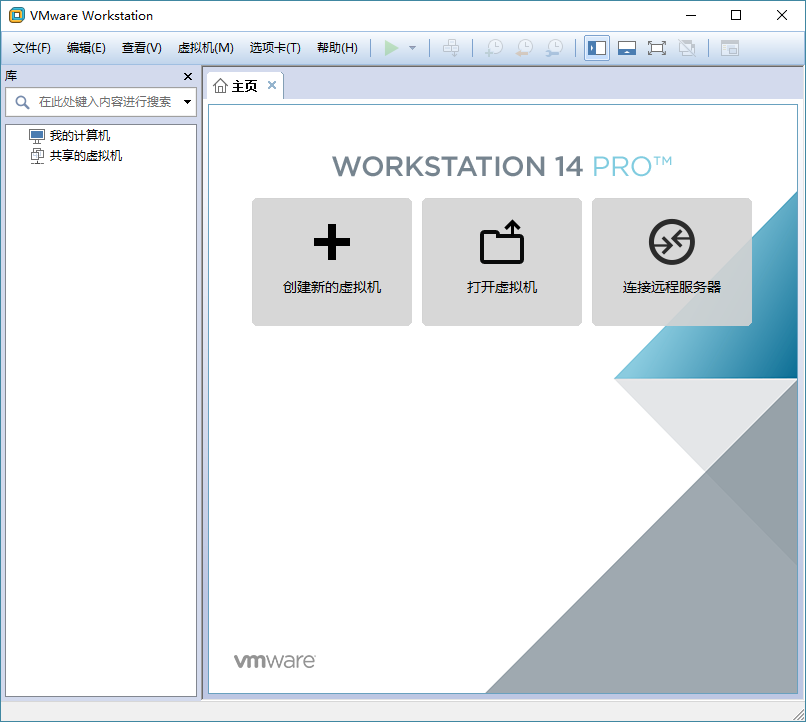 VMware Workstation
文件(F) 编辑(E) 查看(V) 虚拟机(M) 选项卡(T) 帮助(H)
库
在此处键入内容进行搜索
我的计算机
共享的虚拟机
主页
WORKSTATION 14 PRO™
创建新的虚拟机
打开虚拟机
连接远程服务器
vmware